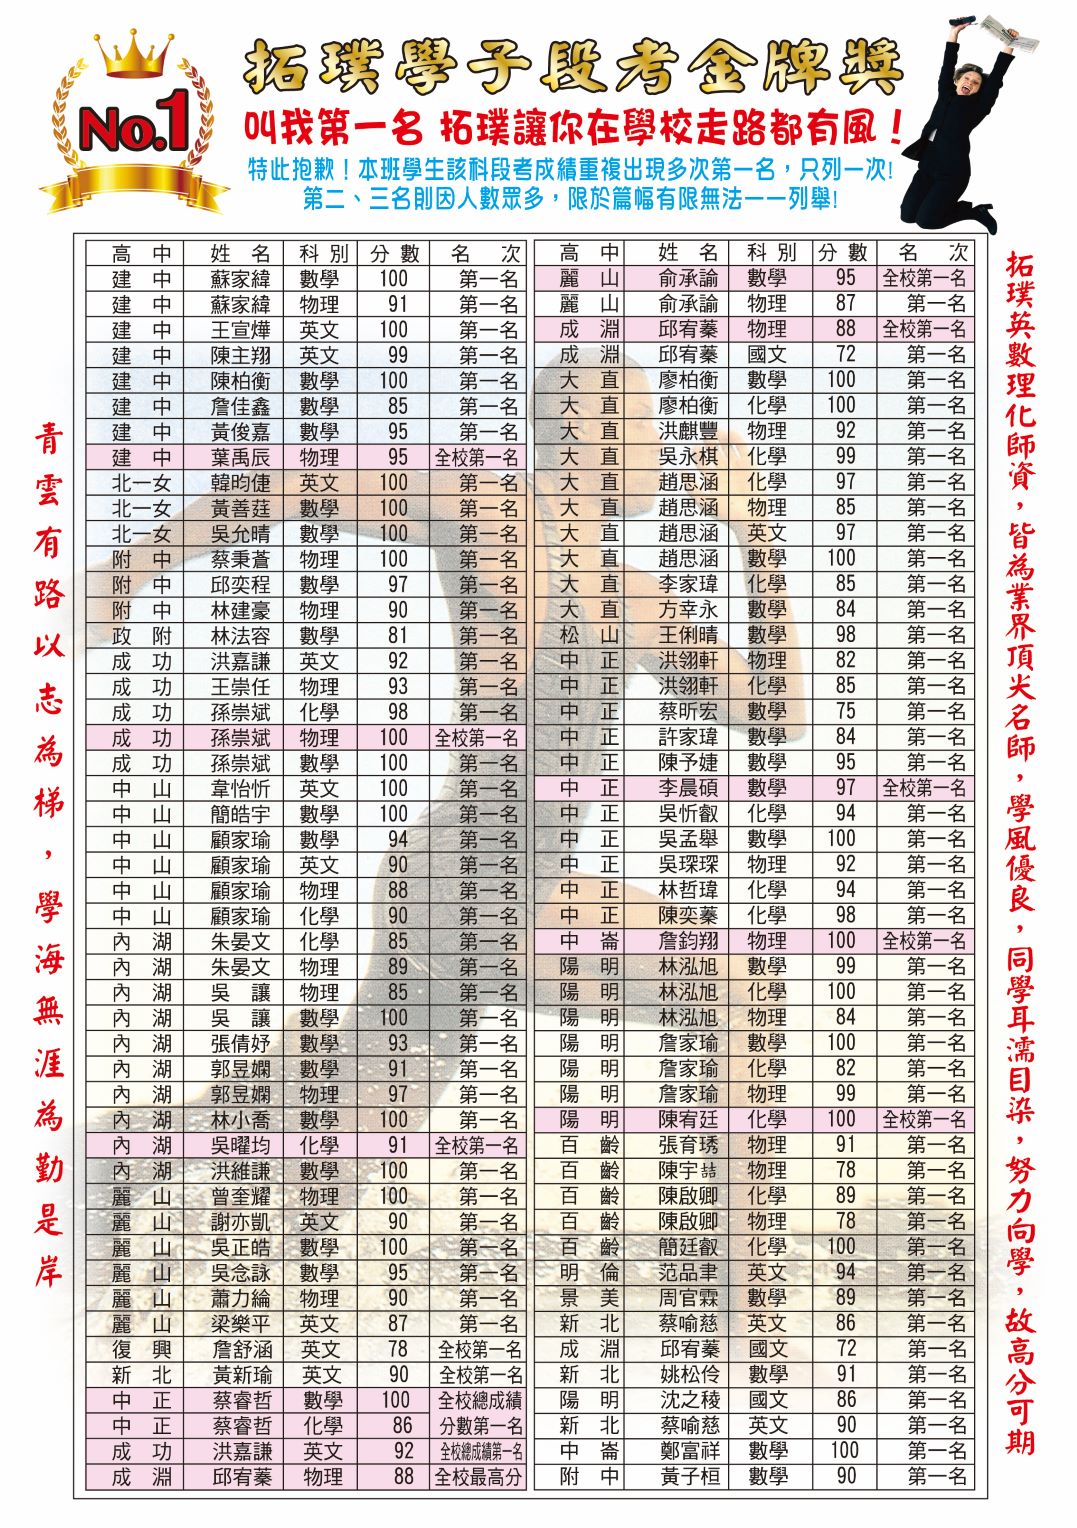 No.1
拓璞學子段考金牌獎
叫我第一名 拓璞讓你在學校走路都有風！
特此抱歉！本班學生該科段考成績重複出現多次第一名，只列一次!
第二、三名則因人數眾多，限於篇幅有限無法一一列舉!
青雲有路以志為梯，學海無涯為勤是岸
高中 姓名 科別 分數 名次
建中 蘇家緯 數學 100 第一名
建中 蘇家緯 物理 91 第一名
建中 王宣燁 英文 100 第一名
建中 陳主翔 英文 99 第一名
建中 陳柏衡 數學 100 第一名
建中 詹佳鑫 數學 85 第一名
建中 黃俊嘉 數學 95 第一名
建中 葉禹辰 物理 95 全校第一名
北一女 韓昀倢 英文 100 第一名
北一女 黃善莛 數學 100 第一名
北一女 吳允晴 數學 100 第一名
附中 蔡秉蒼 物理 100 第一名
附中 邱奕程 數學 97 第一名
附中 林建豪 物理 90 第一名
政附 林法容 數學 81 第一名
成功 洪嘉謙 英文 92 第一名
成功 王崇任 物理 93 第一名
成功 孫崇斌 化學 98 第一名
成功 孫崇斌 物理 100 全校第一名
成功 孫崇斌 數學 100 第一名
中山 韋怡忻 英文 100 第一名
中山 簡皓宇 數學 100 第一名
中山 顧家瑜 數學 94 第一名
中山 顧家瑜 英文 90 第一名
中山 顧家瑜 物理 88 第一名
中山 顧家瑜 化學 90 第一名
內湖 朱晏文 化學 85 第一名
內湖 朱晏文 物理 89 第一名
內湖 吳讓 物理 85 第一名
內湖 吳讓 數學 100 第一名
內湖 張倩妤 數學 93 第一名
內湖 郭昱嫻 數學 91 第一名
內湖 郭昱嫻 物理 97 第一名
內湖 林小喬 數學 100 第一名
內湖 吳曜均 化學 91 全校第一名
內湖 洪維謙 數學 100 第一名
麗山 曾奎耀 物理 100 第一名
麗山 謝亦凱 英文 90 第一名
麗山 吳正皓 數學 100 第一名
麗山 吳念詠 數學 95 第一名
麗山 蕭力綸 物理 90 第一名
麗山 梁樂平 英文 87 第一名
復興 詹舒涵 英文 78 全校第一名
新北 黃新瑜 英文 90 全校第一名
中正 蔡睿哲 數學 100 全校總成績
中正 蔡睿哲 化學 86 分數第一名
成功 洪嘉謙 英文 92 全校總成績第一名
成淵 邱宥蓁 物理 88 全校最高分
高中 姓名 科別 分數 名次
麗山 俞承諭 數學 95 全校第一名
麗山 俞承諭 物理 87 第一名
成淵 邱宥蓁 物理 88 全校第一名
成淵 邱宥蓁 國文 72 第一名
大直 廖柏衡 數學 100 第一名
大直 廖柏衡 化學 100 第一名
大直 洪麒豐 物理 92 第一名
大直 吳永棋 化學 99 第一名
大直 趙思涵 化學 97 第一名
大直 趙思涵 物理 85 第一名
大直 趙思涵 英文 97 第一名
大直 趙思涵 數學 100 第一名
大直 李家瑋 化學 85 第一名
大直 方幸永 數學 84 第一名
松山 王俐晴 數學 98 第一名
中正 洪翎軒 物理 82 第一名
中正 洪翎軒 化學 85 第一名
中正 蔡昕宏 數學 75 第一名
中正 許家瑋 數學 84 第一名
中正 陳予婕 數學 95 第一名
中正 李晨碩 數學 97 全校第一名
中正 吳忻叡 化學 94 第一名
中正 吳孟舉 數學 100 第一名
中正 吳琛琛 物理 92 第一名
中正 林哲瑋 化學 94 第一名
中正 陳奕蓁 化學 98 第一名
中崙 詹鈞翔 物理 100 全校第一名
陽明 林泓旭 數學 99 第一名
陽明 林泓旭 化學 100 第一名
陽明 林泓旭 物理 84 第一名
陽明 詹家瑜 數學 100 第一名
陽明 詹家瑜 化學 82 第一名
陽明 詹家瑜 物理 99 第一名
陽明 陳宥廷 化學 100 全校第一名
百齡 張育琇 物理 91 第一名
百齡 陳宇喆 物理 78 第一名
百齡 陳啟卿 化學 89 第一名
百齡 陳啟卿 物理 78 第一名
百齡 簡廷叡 化學 100 第一名
明倫 范品聿 英文 94 第一名
景美 周官霖 數學 89 第一名
新北 蔡喻慈 英文 86 第一名
成淵 邱宥蓁 國文 72 第一名
新北 姚松伶 數學 91 第一名
陽明 沈之稜 國文 86 第一名
新北 蔡喻慈 英文 90 第一名
中崙 鄭富祥 數學 100 第一名
附中 黃子桓 數學 90 第一名
拓璞英數理化師資，皆為業界頂尖名師，學風優良，同學耳濡目染，努力向學，故高分可期